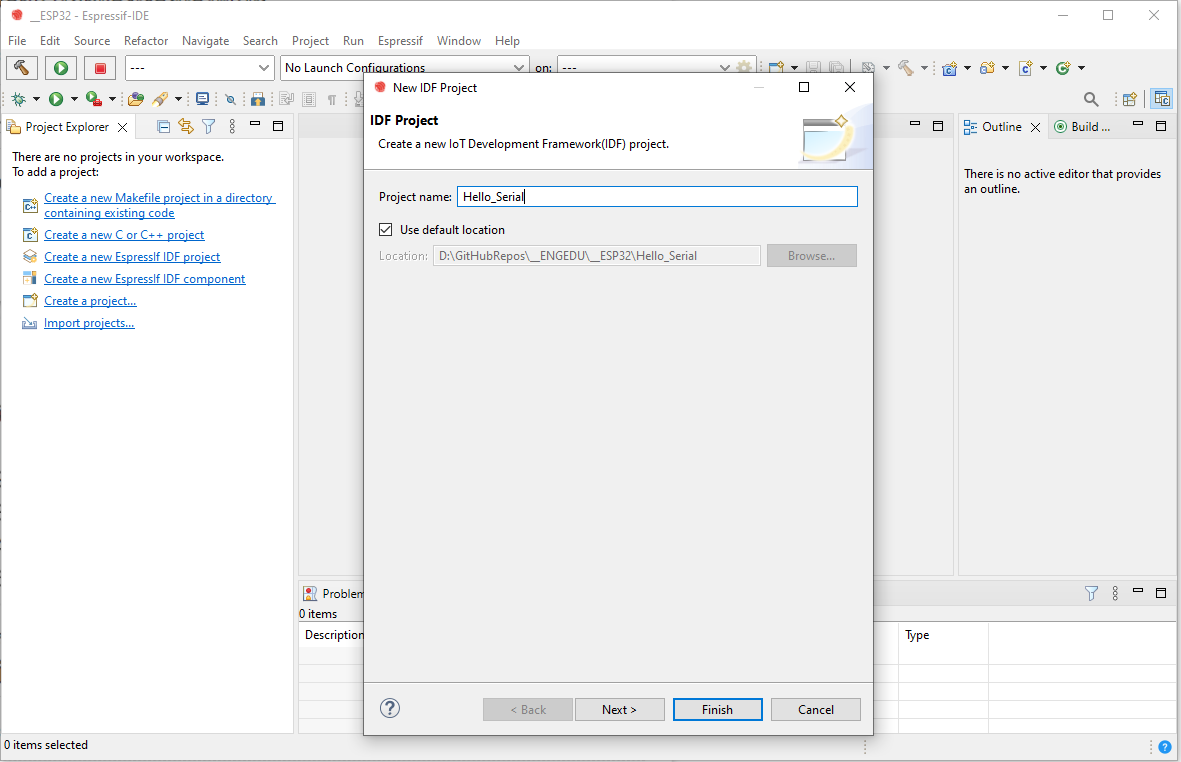 __ESP32 - Espressif-IDE
File Edit Source Refactor Navigate Search Project Run Espressif Window Help
--- No Launch Configurations on: ---
Project Explorer
There are no projects in your workspace.
To add a project:
Create a new Makefile project in a directory
containing existing code
Create a new C or C++ project
Create a new EspressIf IDF project
Create a new EspressIf IDF component
Create a project...
Import projects...
New IDF Project
IDF Project
Create a new IoT Development Framework(IDF) project.
Project name: Hello_Serial
Use default location
Location: D:\GitHubRepos\__ENGEDU\__ESP32\Hello_Serial Browse...
< Back Next > Finish Cancel
Outline Build ...
There is no active editor that provides
an outline.
Problem
0 items
Description Type
0 items selected